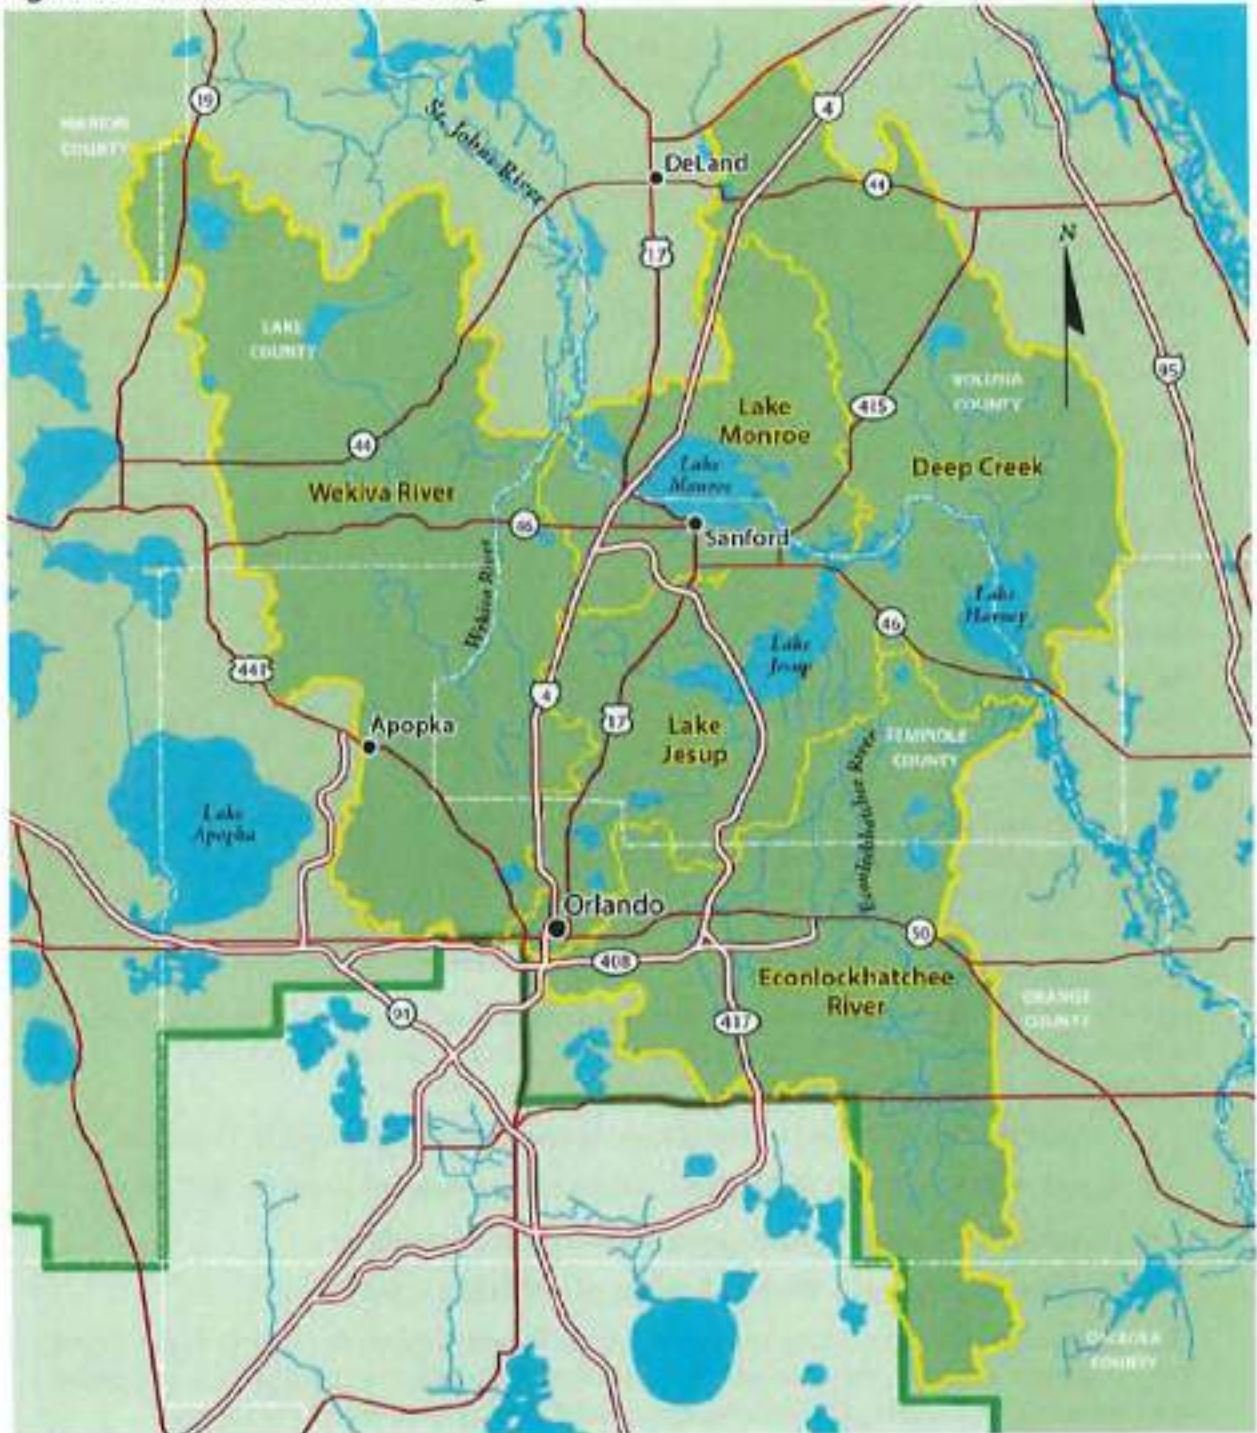 19
4
MARION
COUNTY
St. Johns River
DeLand
44
17
N
LAKE
COUNTY
95
VOLUSIA
COUNTY
Lake
Monroe
415
44
Lake
Monroe
Deep Creek
Wekiva River
46
Sanford
Wekiva River
Lake
Harney
46
Lake
Jesup
441
4
17
Apopka
Lake
Jesup
SEMINOLE
COUNTY
Econlockhatchee River
Lake
Apopka
Orlando
50
408
Econlockhatchee
River
91
417
ORANGE
COUNTY
OSCEOLA
COUNTY